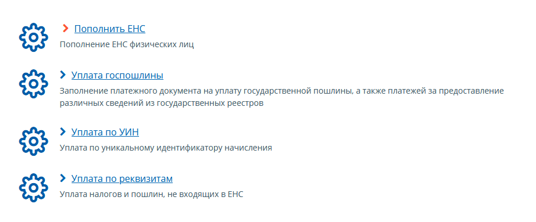 Пополнить ЕНС
Пополнение ЕНС физических лиц
Уплата госпошлины
Заполнение платежного документа на уплату государственной пошлины, а также платежей за предоставление
различных сведений из государственных реестров
Уплата по УИН
Уплата по уникальному идентификатору начисления
Уплата по реквизитам
Уплата налогов и пошлин, не входящих в ЕНС